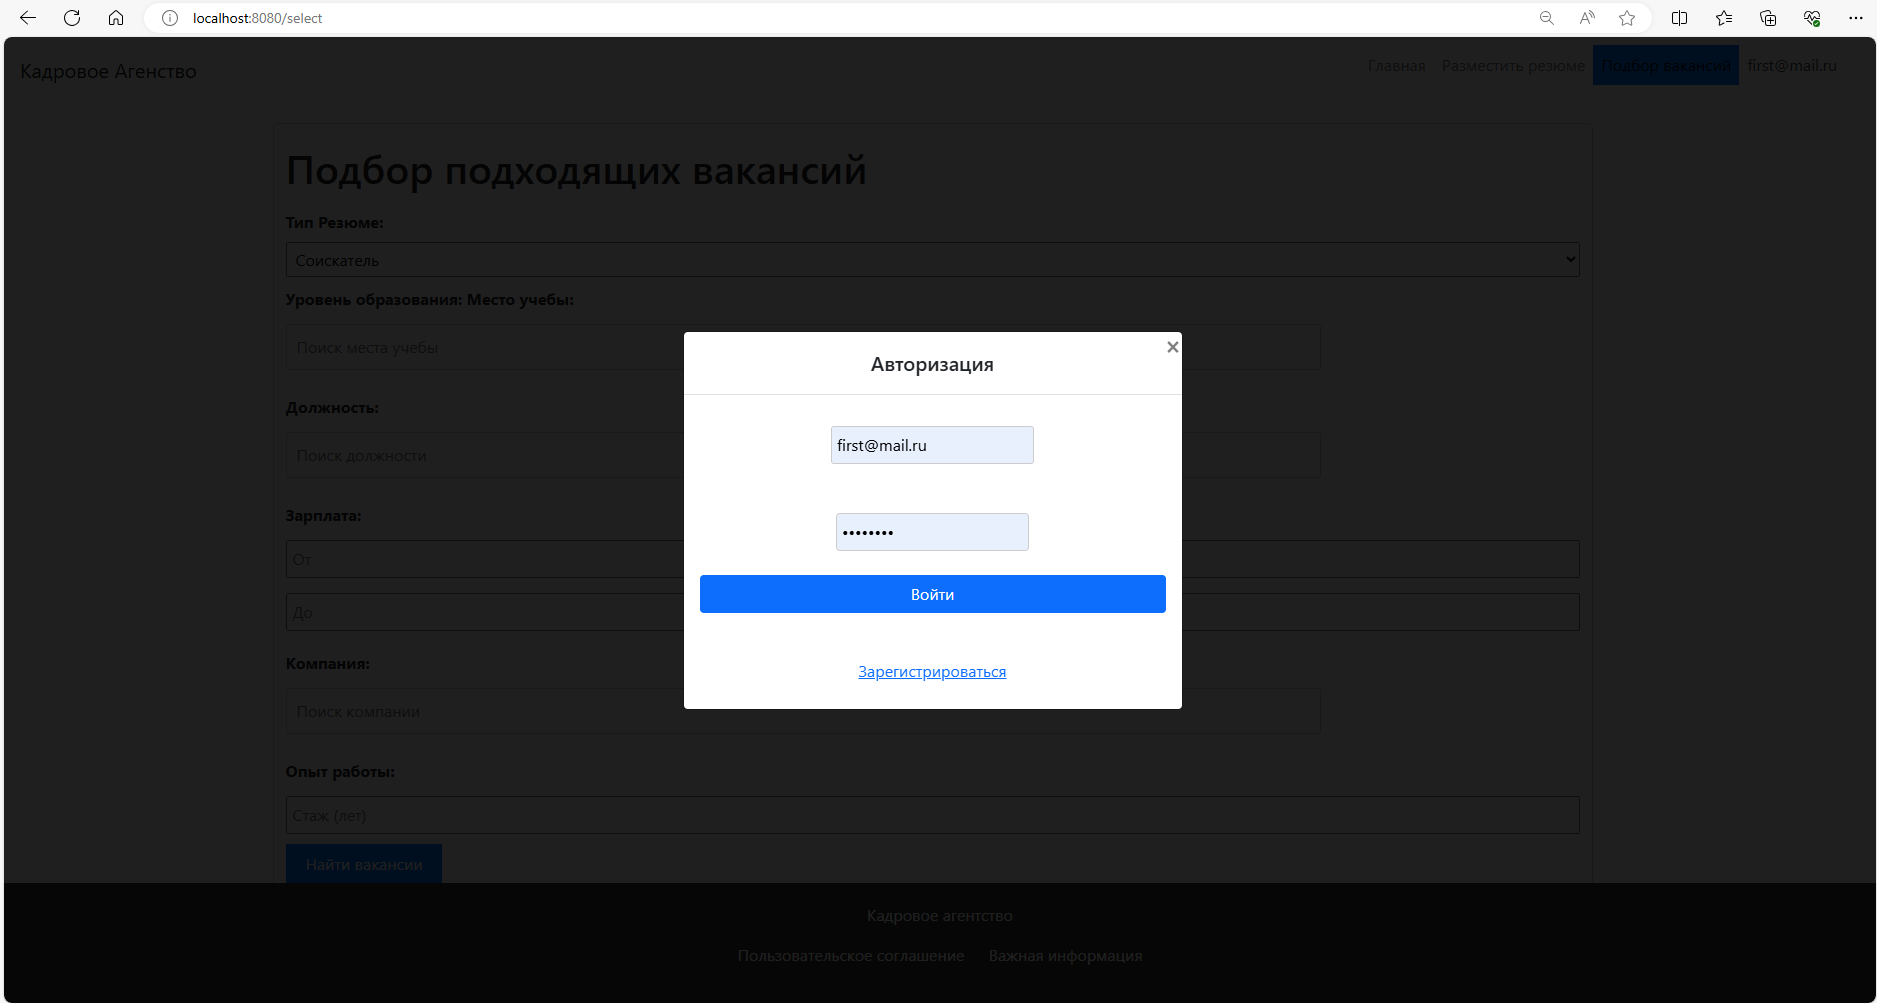 localhost:8080/select
Кадровое Агенство
Главная Разместить резюме Подбор вакансий first@mail.ru
Подбор подходящих вакансий
Тип Резюме:
Соискатель
Уровень образования: Место учебы:
Поиск места учебы
Должность:
Поиск должности
Зарплата:
От
До
Компания:
Поиск компании
Опыт работы:
Стаж (лет)
Найти вакансии
Авторизация
×
first@mail.ru
••••••••
Войти
Зарегистрироваться
Кадровое агентство
Пользовательское соглашение Важная информация